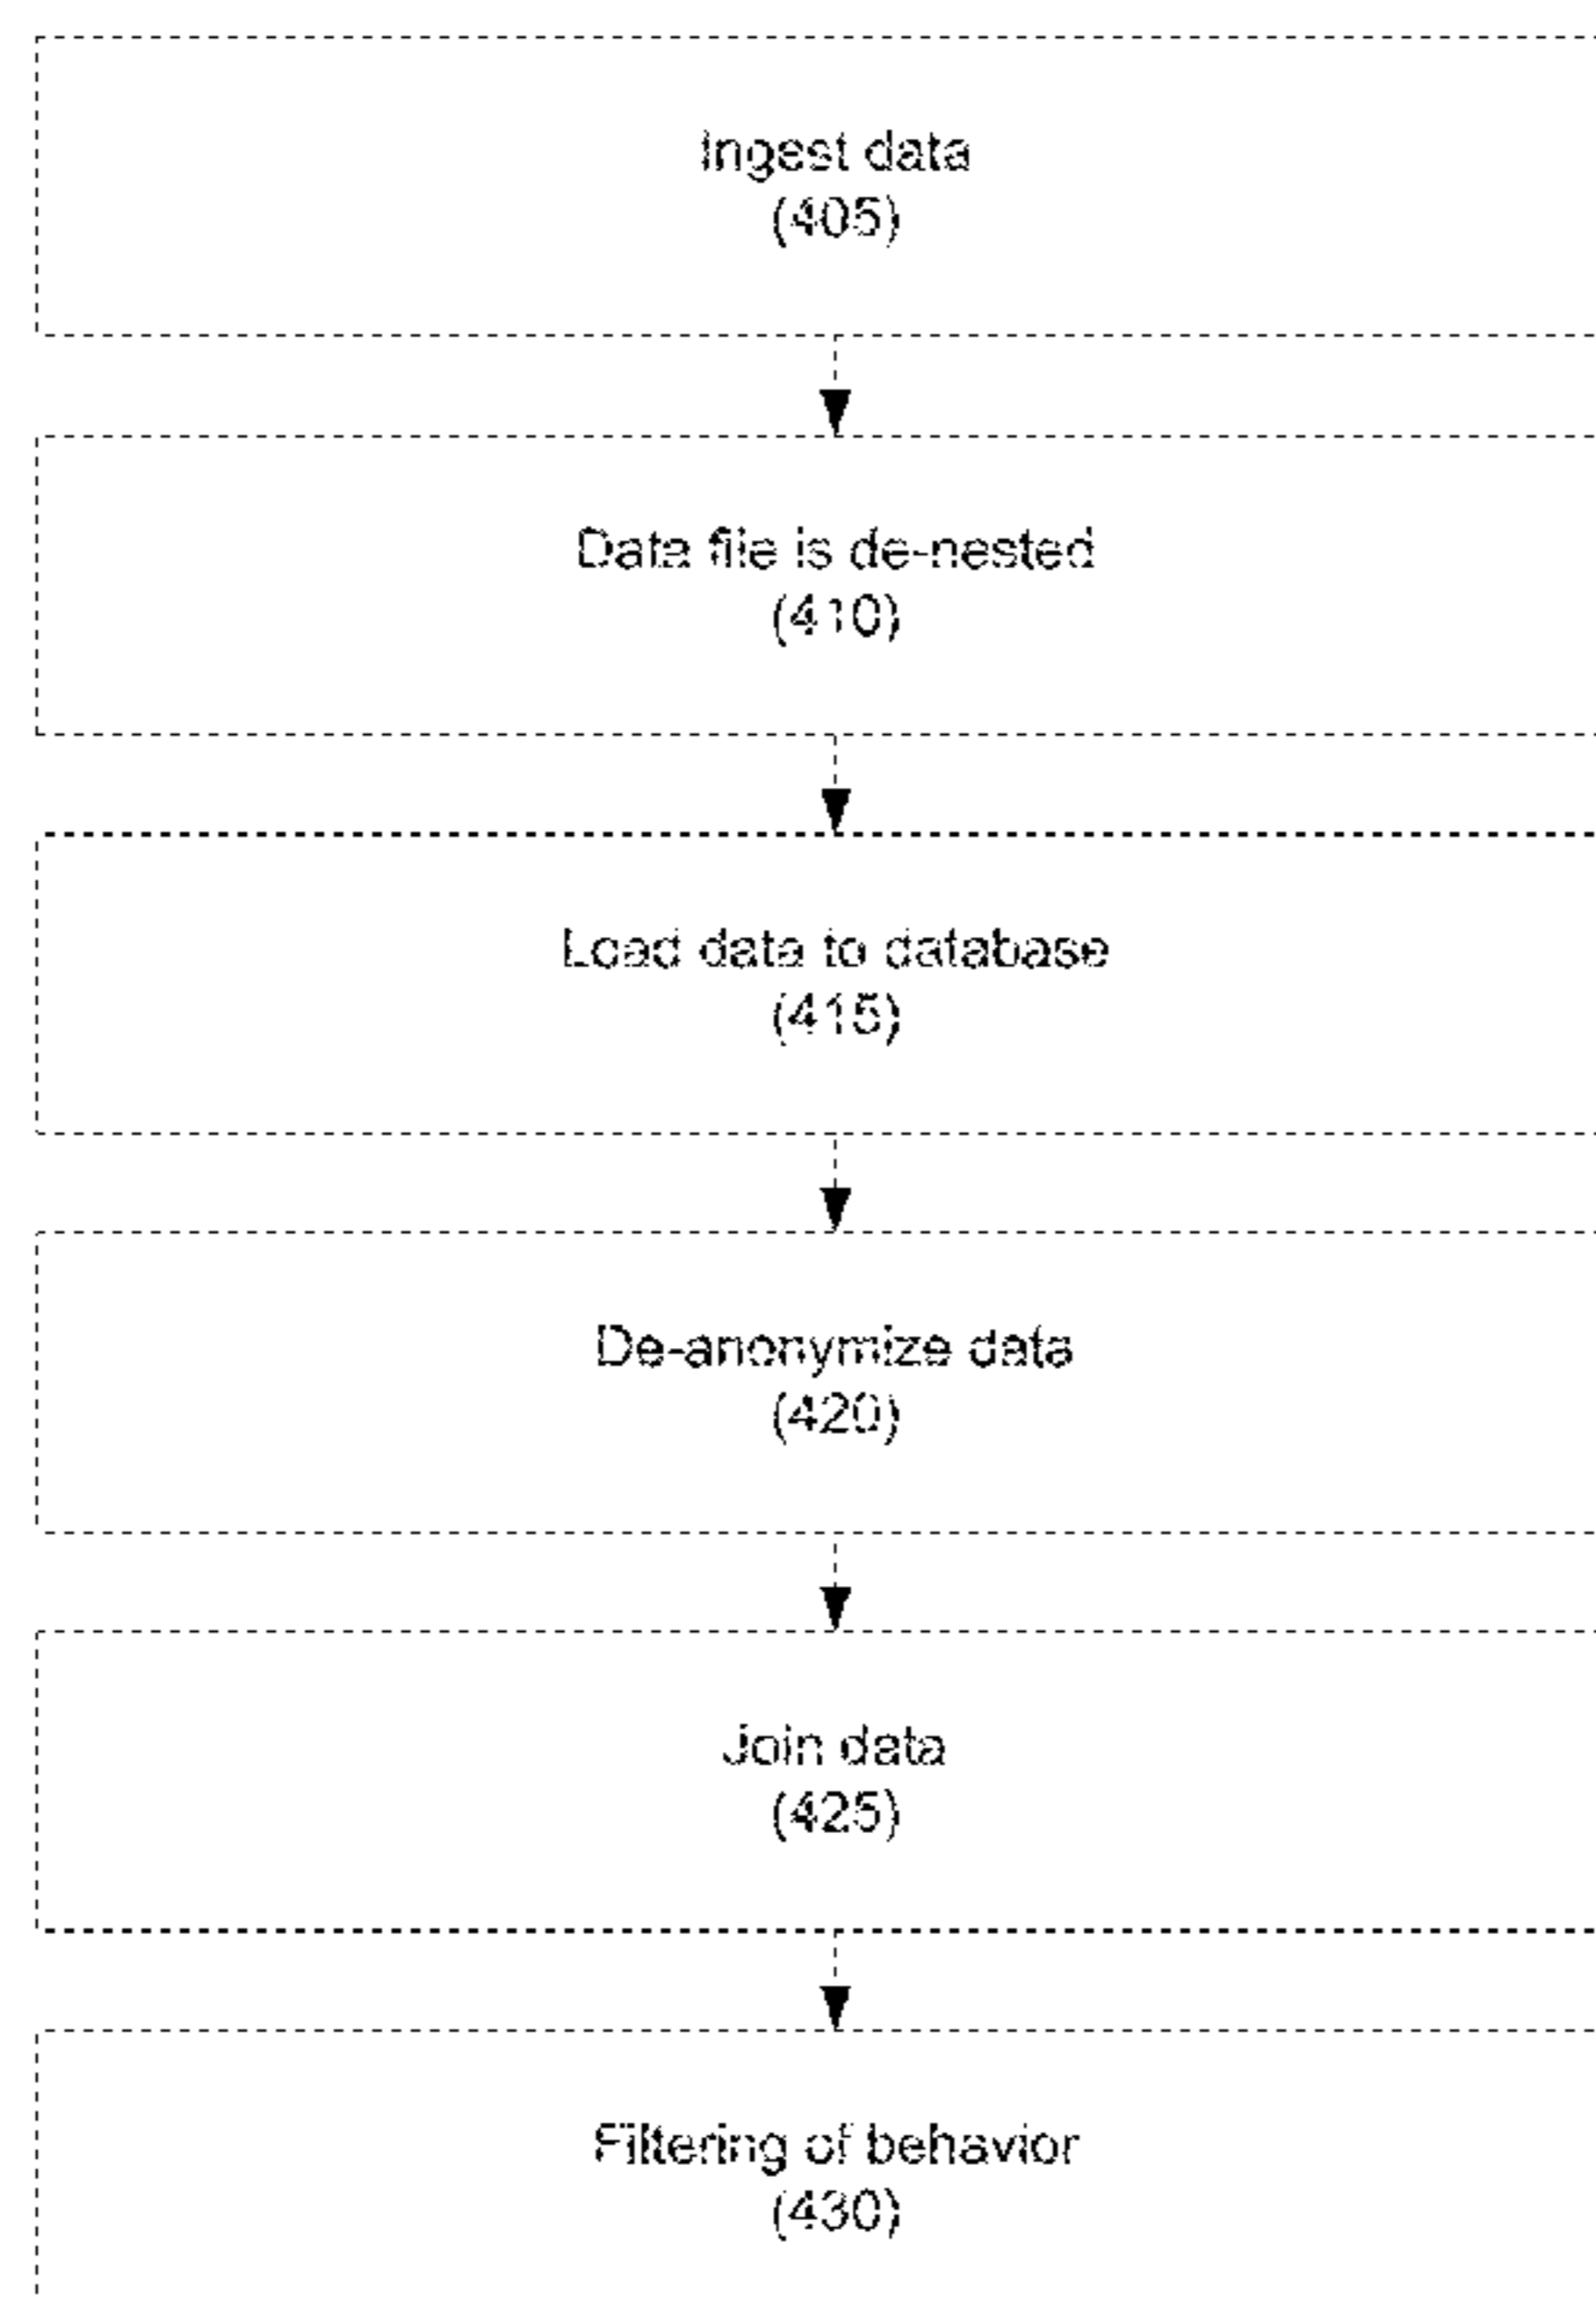 Ingest data
(405)
Data file is de-nested
(410)
Load data to database
(415)
De-anonymize data
(420)
Join data
(425)
Filtering of behavior
(430)